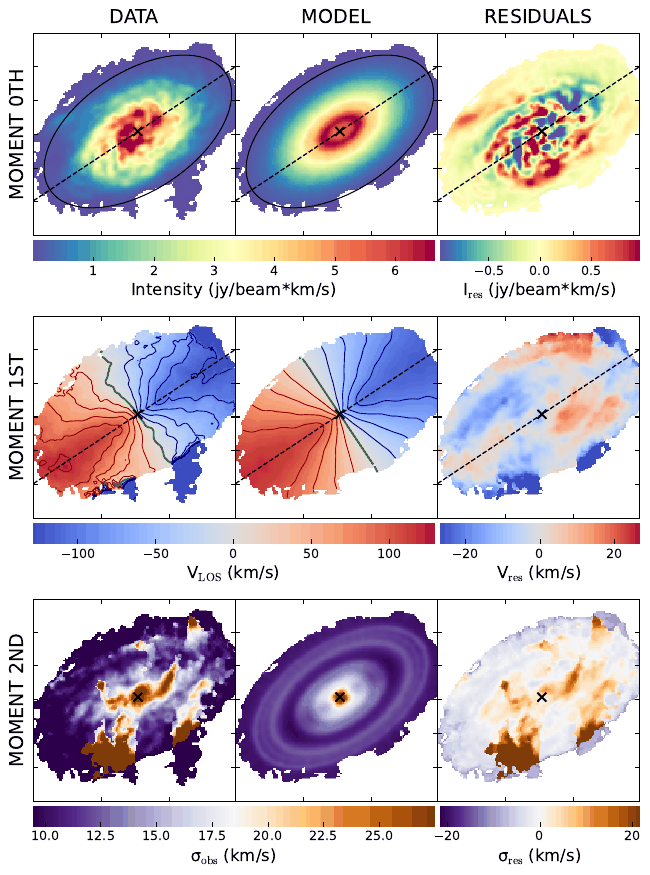 DATA MODEL RESIDUALS
MOMENT 0TH
1 2 3 4 5 6 −0.5 0.0 0.5
Intensity (jy/beam*km/s) I_res (jy/beam*km/s)
MOMENT 1ST
−100 −50 0 50 100 −20 0 20
V_LOS (km/s) V_res (km/s)
MOMENT 2ND
10.0 12.5 15.0 17.5 20.0 22.5 25.0 −20 0 20
σ_obs (km/s) σ_res (km/s)